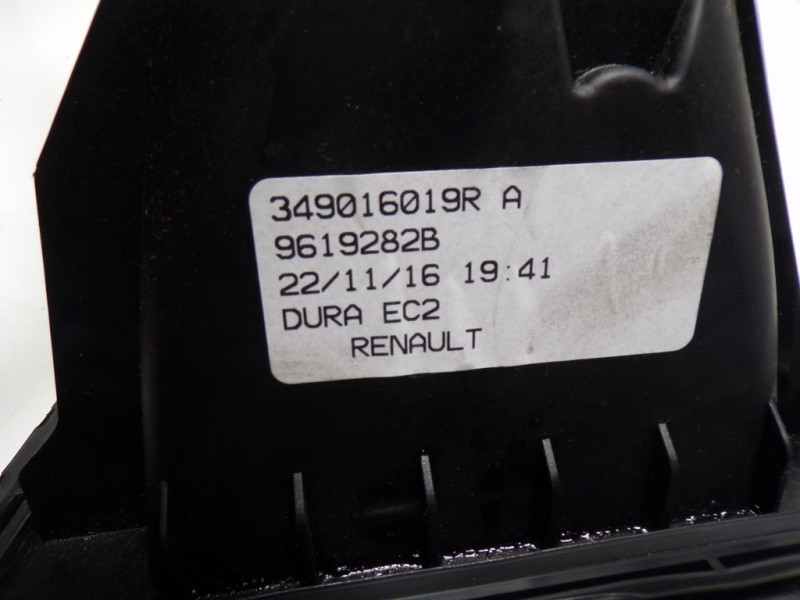 349016019R A
9619282B
22/11/16 19:41
DURA EC2
RENAULT